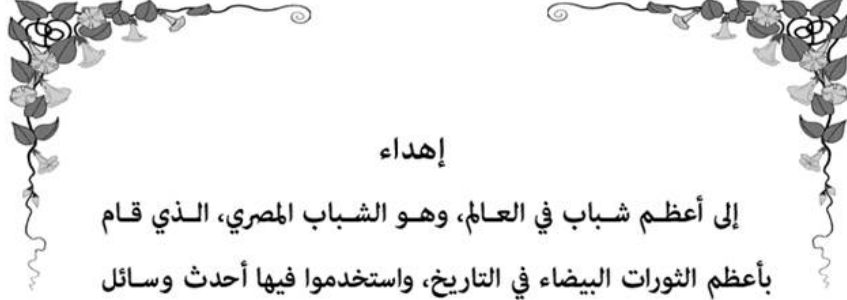 إهداء
إلى أعظم شباب في العالم، وهو الشباب المصري، الذي قام
بأعظم الثورات البيضاء في التاريخ، واستخدموا فيها أحدث وسائل